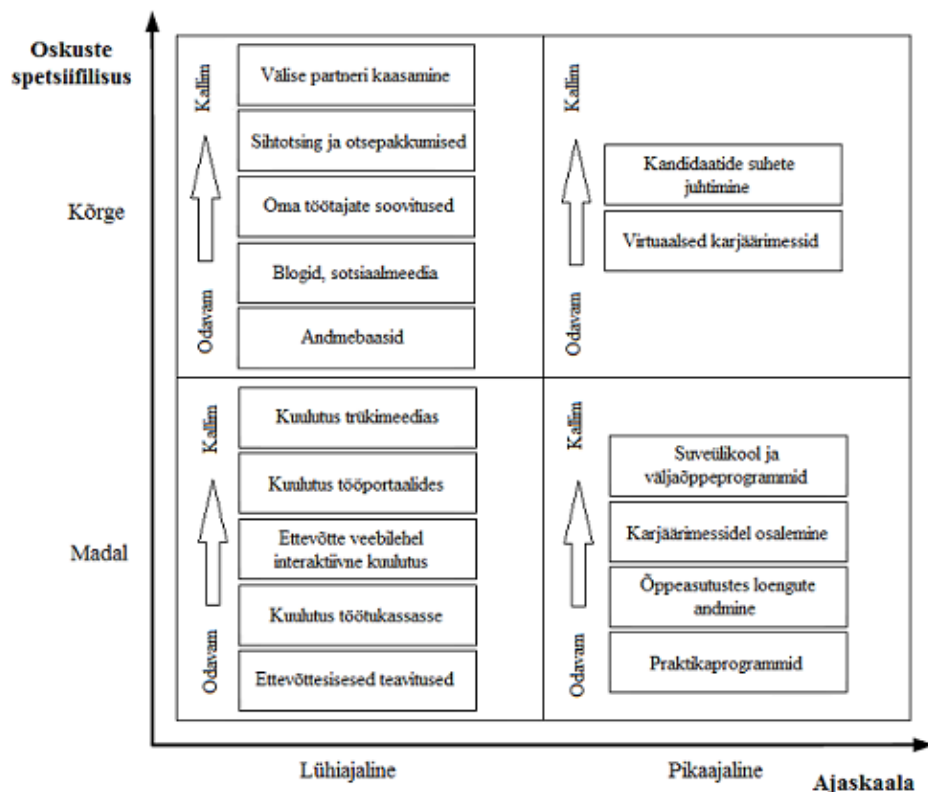 Oskuste
spetsiifilisus
Kallim
Välise partneri kaasamine
Sihtotsing ja otsepakkumised
Oma töötajate soovitused
Blogid, sotsiaalmeedia
Andmebaasid
Odavam
Kallim
Kandidaatide suhete
juhtimine
Virtuaalsed karjäärimessid
Odavam
Kõrge
Kallim
Kuulutus trükimeedias
Kuulutus tööportaalides
Ettevõtte veebilehel
interaktiivne kuulutus
Kuulutus töötukassasse
Ettevõttesisesed teavitused
Odavam
Kallim
Suveülikool ja
väljaõppeprogrammid
Karjäärimessidel osalemine
Õppeasutustes loengute
andmine
Praktikaprogrammid
Odavam
Madal
Lühiajaline
Pikaajaline
Ajaskaala